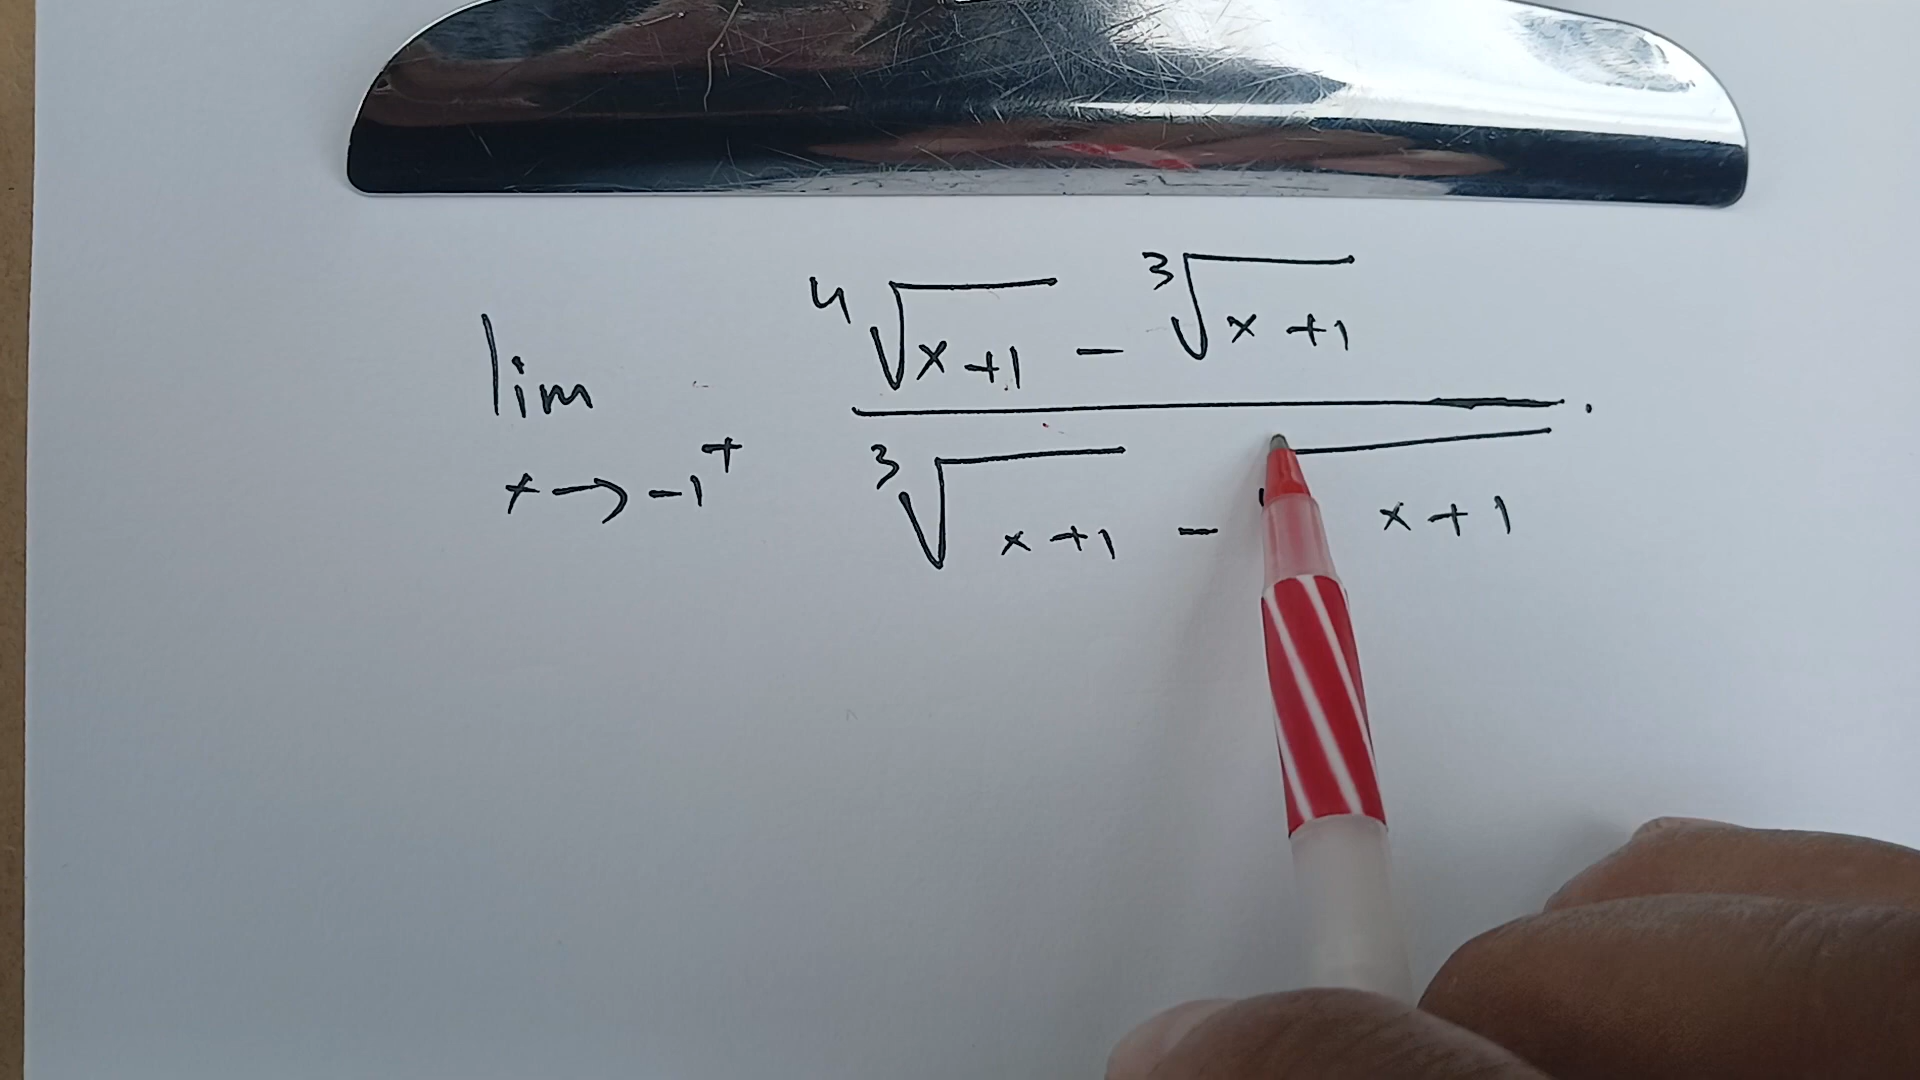 lim x→-1⁺ (⁴√(x+1) - ³√(x+1)) / (³√(x+1) - √(x+1)).